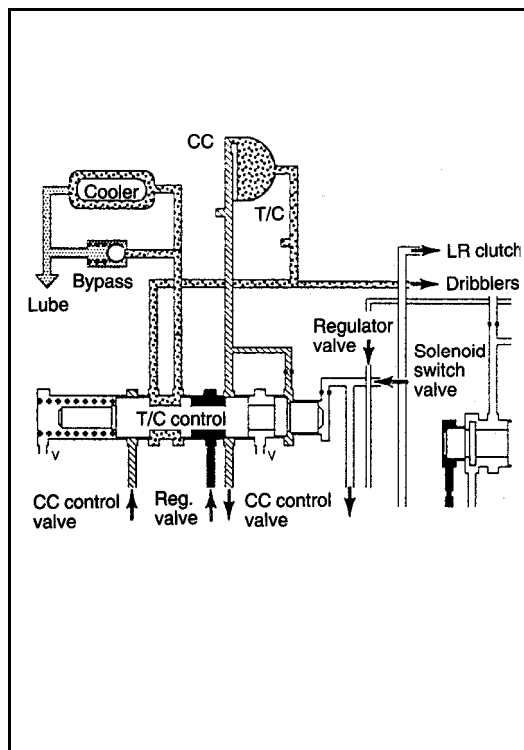 CC
Cooler
T/C
LR clutch
Bypass
Dribblers
Lube
Regulator
valve
Solenoid
switch
valve
T/C control
V
V
CC control
valve
Reg.
valve
CC control
valve
V